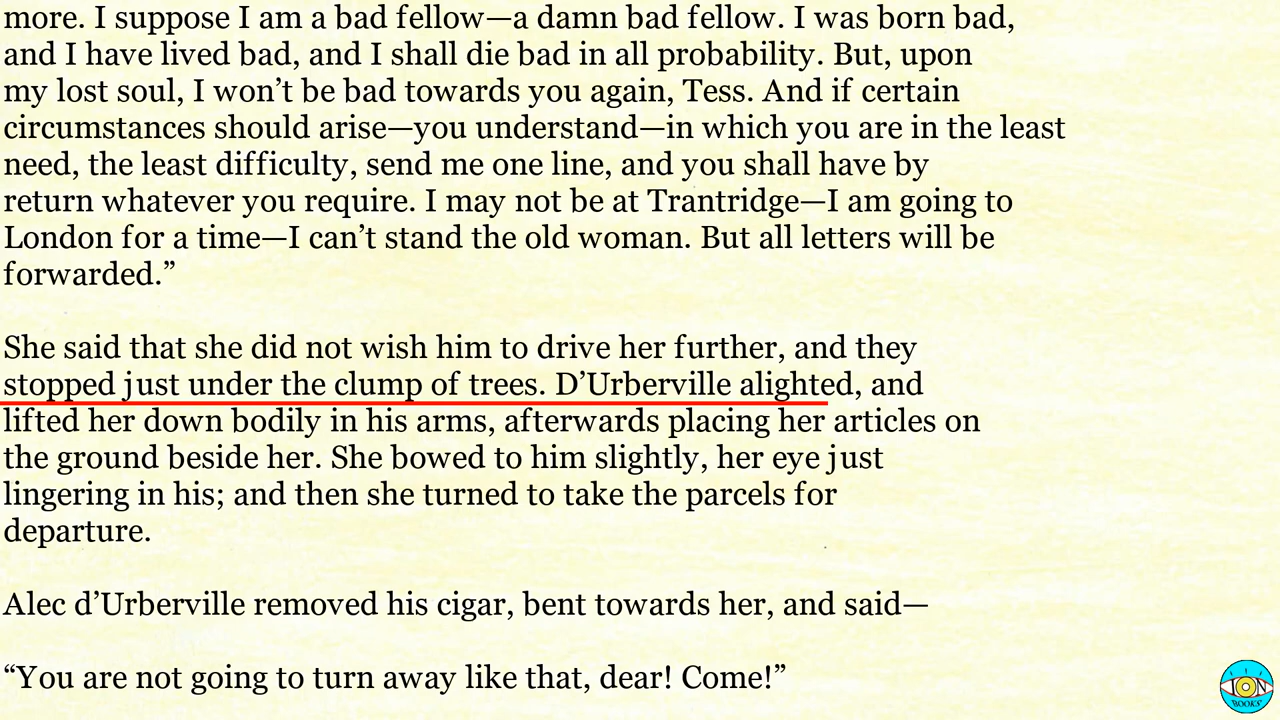 more. I suppose I am a bad fellow—a damn bad fellow. I was born bad,
and I have lived bad, and I shall die bad in all probability. But, upon
my lost soul, I won’t be bad towards you again, Tess. And if certain
circumstances should arise—you understand—in which you are in the least
need, the least difficulty, send me one line, and you shall have by
return whatever you require. I may not be at Trantridge—I am going to
London for a time—I can’t stand the old woman. But all letters will be
forwarded.”
She said that she did not wish him to drive her further, and they
stopped just under the clump of trees. D’Urberville alighted, and
lifted her down bodily in his arms, afterwards placing her articles on
the ground beside her. She bowed to him slightly, her eye just
lingering in his; and then she turned to take the parcels for
departure.
Alec d’Urberville removed his cigar, bent towards her, and said—
“You are not going to turn away like that, dear! Come!”
ION
BOOKS